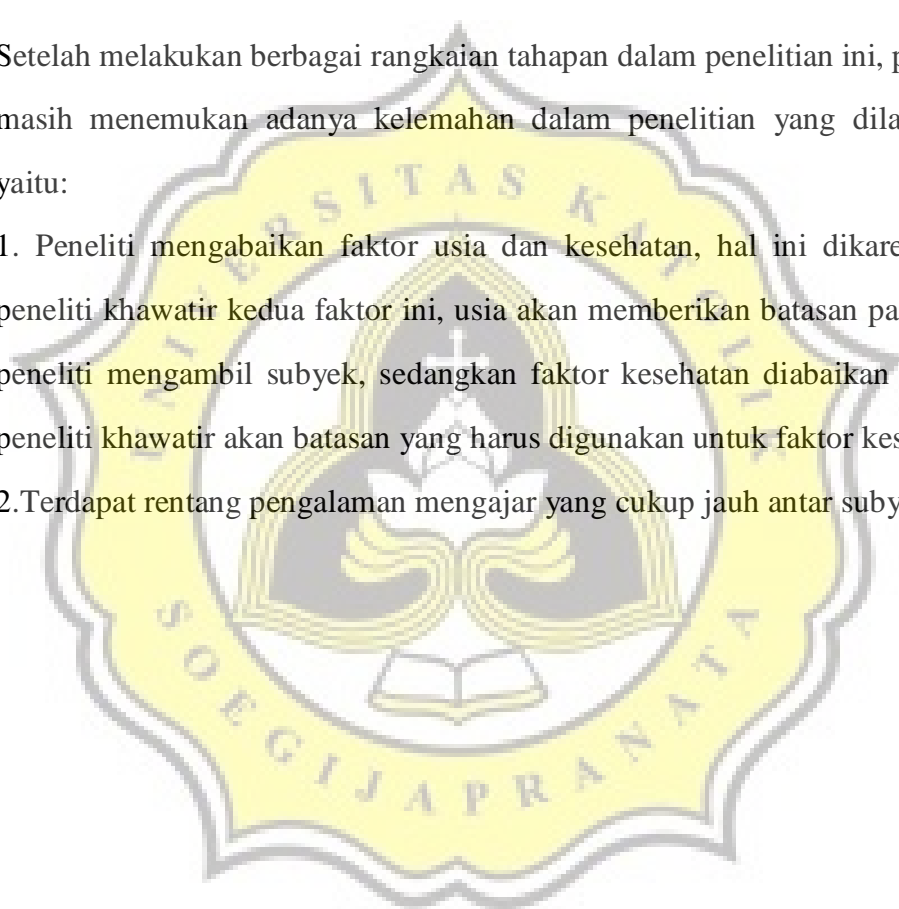 Setelah melakukan berbagai rangkaian tahapan dalam penelitian ini, p
masih menemukan adanya kelemahan dalam penelitian yang dila
yaitu:
1. Peneliti mengabaikan faktor usia dan kesehatan, hal ini dikare
peneliti khawatir kedua faktor ini, usia akan memberikan batasan pa
peneliti mengambil subyek, sedangkan faktor kesehatan diabaikan
peneliti khawatir akan batasan yang harus digunakan untuk faktor kes
2.Terdapat rentang pengalaman mengajar yang cukup jauh antar suby
UNIVERSITAS KATOLIK
SOEGIJAPRANATA